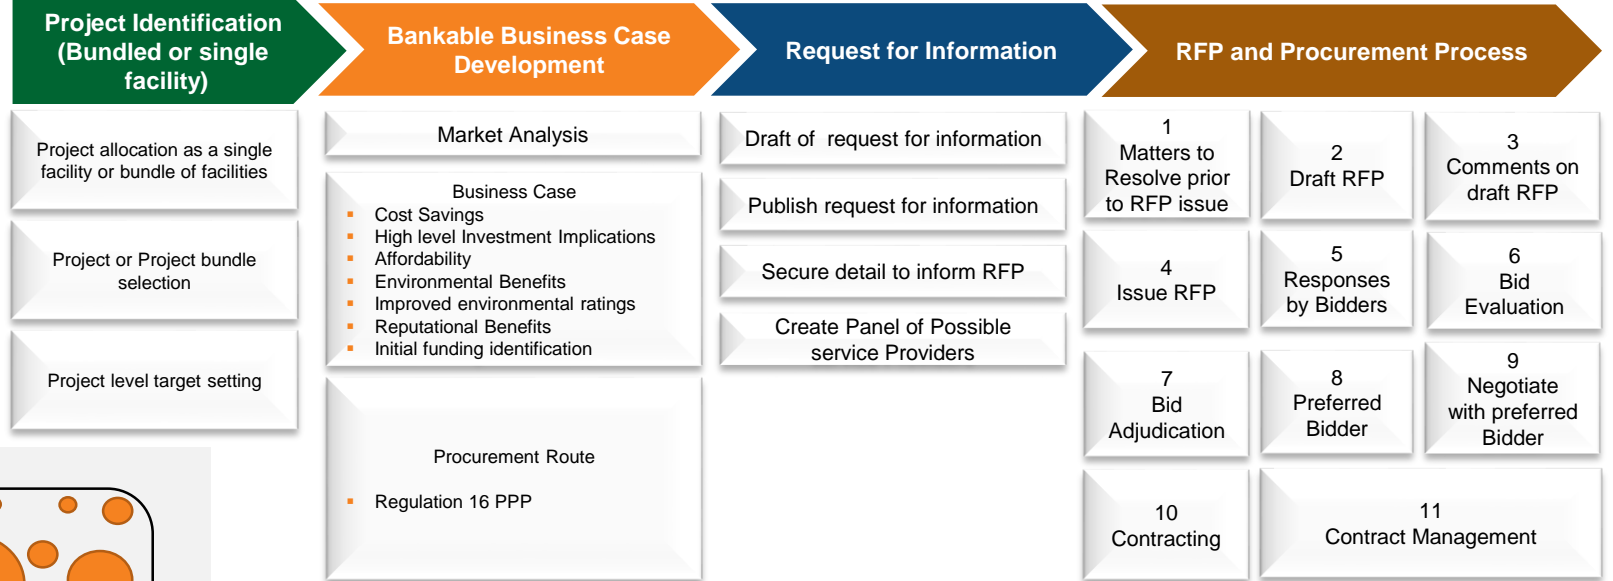 Project Identification
(Bundled or single
facility)
Bankable Business Case
Development
Request for Information
RFP and Procurement Process
Project allocation as a single
facility or bundle of facilities
Project or Project bundle
selection
Project level target setting
Market Analysis
Business Case
▪ Cost Savings
▪ High level Investment Implications
▪ Affordability
▪ Environmental Benefits
▪ Improved environmental ratings
▪ Reputational Benefits
▪ Initial funding identification
Procurement Route
▪ Regulation 16 PPP
Draft of request for information
Publish request for information
Secure detail to inform RFP
Create Panel of Possible
service Providers
1
Matters to
Resolve prior
to RFP issue
2
Draft RFP
3
Comments on
draft RFP
4
Issue RFP
5
Responses
by Bidders
6
Bid
Evaluation
7
Bid
Adjudication
8
Preferred
Bidder
9
Negotiate
with preferred
Bidder
10
Contracting
11
Contract Management